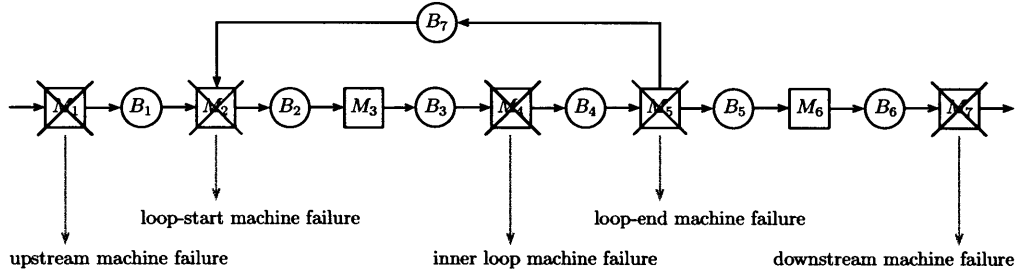 B7
M1 B1 M2 B2 M3 B3 M4 B4 M5 B5 M6 B6 M7
loop-start machine failure
loop-end machine failure
upstream machine failure
inner loop machine failure
downstream machine failure